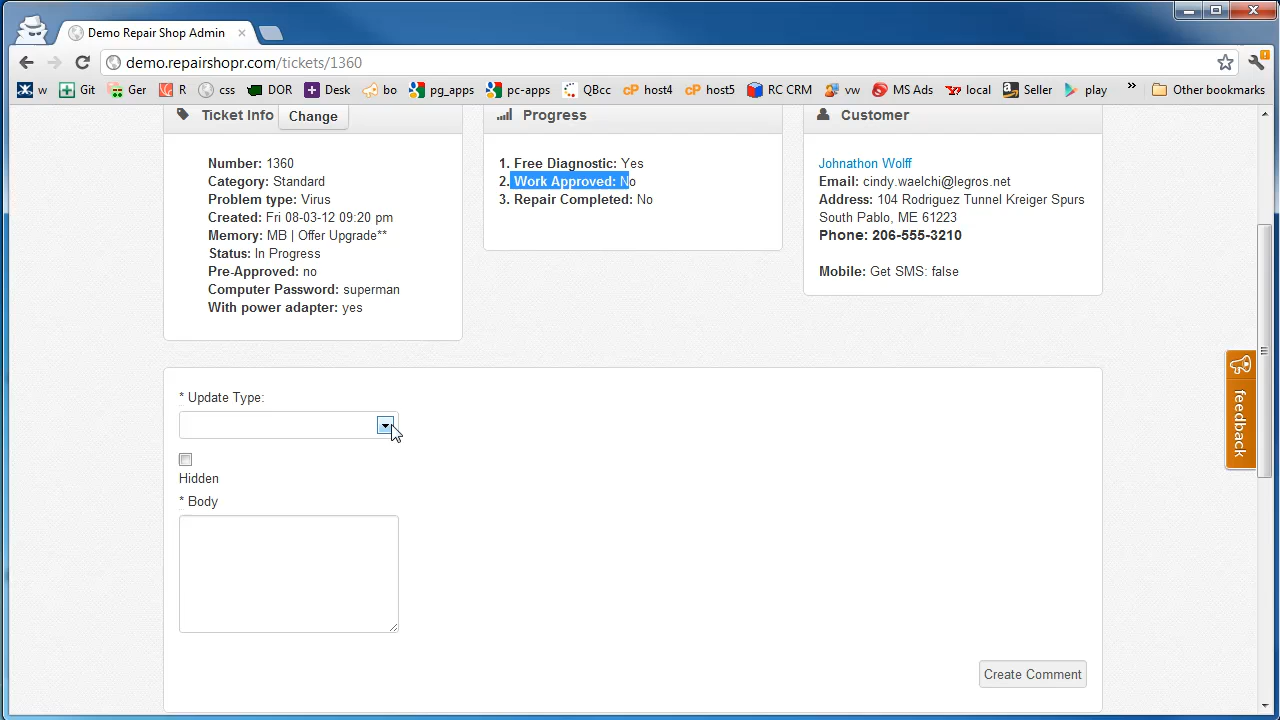 Demo Repair Shop Admin
demo.repairshopr.com/tickets/1360
w Git Ger R css DOR Desk bo pg_apps pc-apps QBcc host4 host5 RC CRM vw MS Ads local Seller play » Other bookmarks
Ticket Info Change
Number: 1360
Category: Standard
Problem type: Virus
Created: Fri 08-03-12 09:20 pm
Memory: MB | Offer Upgrade**
Status: In Progress
Pre-Approved: no
Computer Password: superman
With power adapter: yes
Progress
1. Free Diagnostic: Yes
2. Work Approved: No
3. Repair Completed: No
Customer
Johnathon Wolff
Email: cindy.waelchi@legros.net
Address: 104 Rodriguez Tunnel Kreiger Spurs
South Pablo, ME 61223
Phone: 206-555-3210
Mobile: Get SMS: false
* Update Type:
Hidden
* Body
Create Comment
feedback